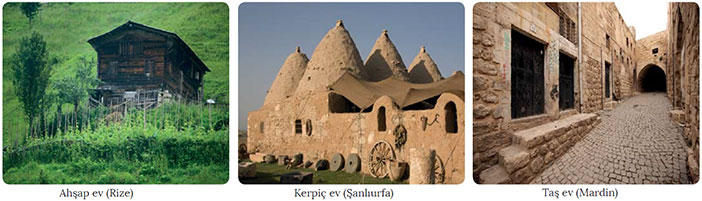 Ahşap ev (Rize)
Kerpiç ev (Şanlıurfa)
Taş ev (Mardin)